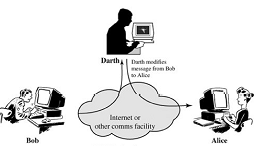 Darth
Darth modifies
message from Bob
to Alice
Internet or
other comms facility
Bob
Alice